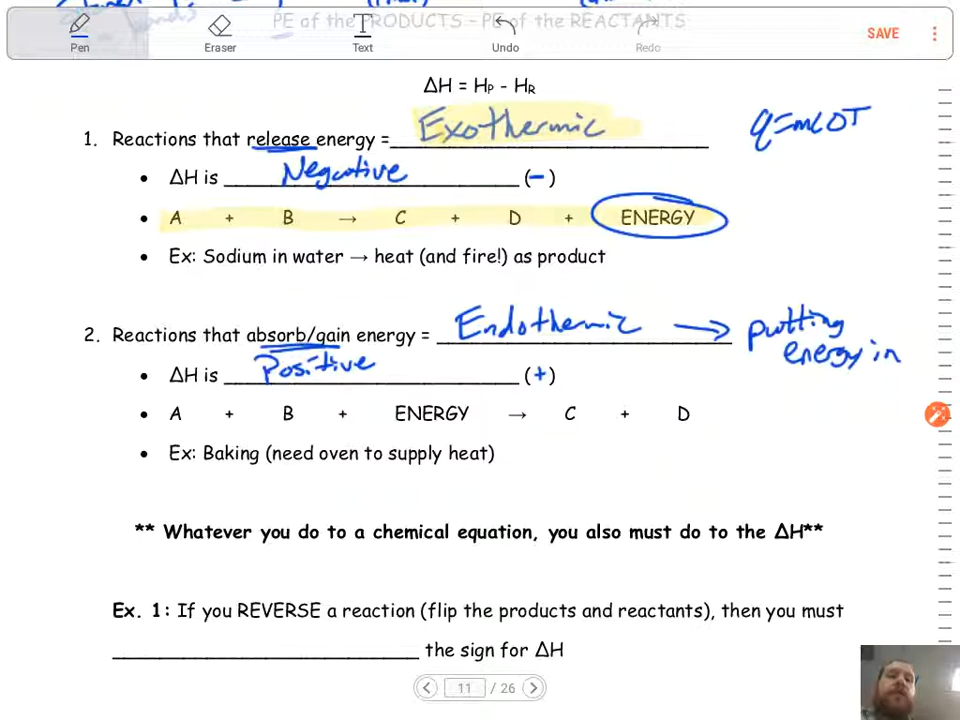 PE of the PRODUCTS - PE of the REACTANTS
Pen Eraser Text Undo Redo SAVE
ΔH = HP - HR
1. Reactions that release energy = Exothermic q=mCΔT
• ΔH is Negative (-)
• A + B → C + D + ENERGY
• Ex: Sodium in water → heat (and fire!) as product
2. Reactions that absorb/gain energy = Endothermic → putting
energy in
• ΔH is Positive (+)
• A + B + ENERGY → C + D
• Ex: Baking (need oven to supply heat)
** Whatever you do to a chemical equation, you also must do to the ΔH**
Ex. 1: If you REVERSE a reaction (flip the products and reactants), then you must
the sign for ΔH
11 / 26